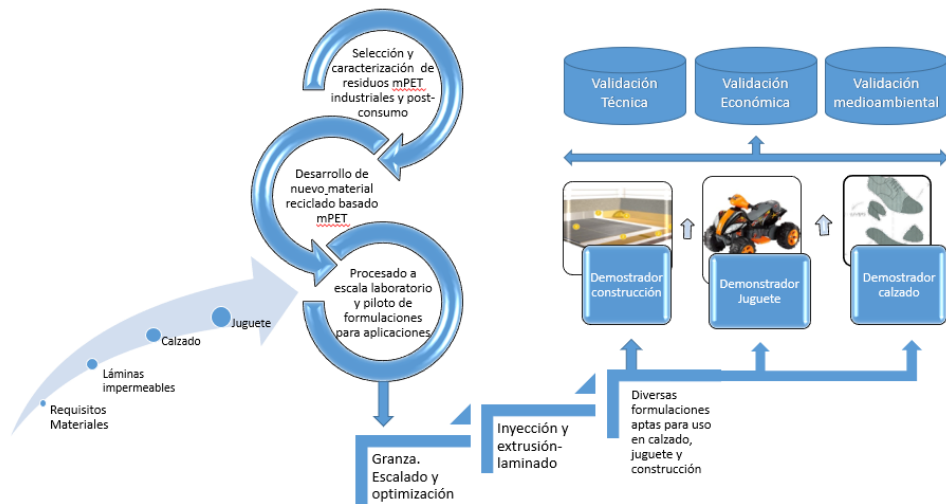 Selección y
caracterización de
residuos mPET
industriales y post-
consumo
Desarrollo de
nuevo material
reciclado basado
mPET
Procesado a
escala laboratorio
y piloto de
formulaciones para
aplicaciones
Juguete
Calzado
Láminas
impermeables
Requisitos
Materiales
Granza.
Escalado y
optimización
Inyección y
extrusión-
laminado
Diversas
formulaciones
aptas para uso
en calzado,
juguete y
construcción
Validación
Técnica
Validación
Económica
Validación
medioambiental
Demostrador
construcción
Demonstrador
Juguete
Demostrador
calzado